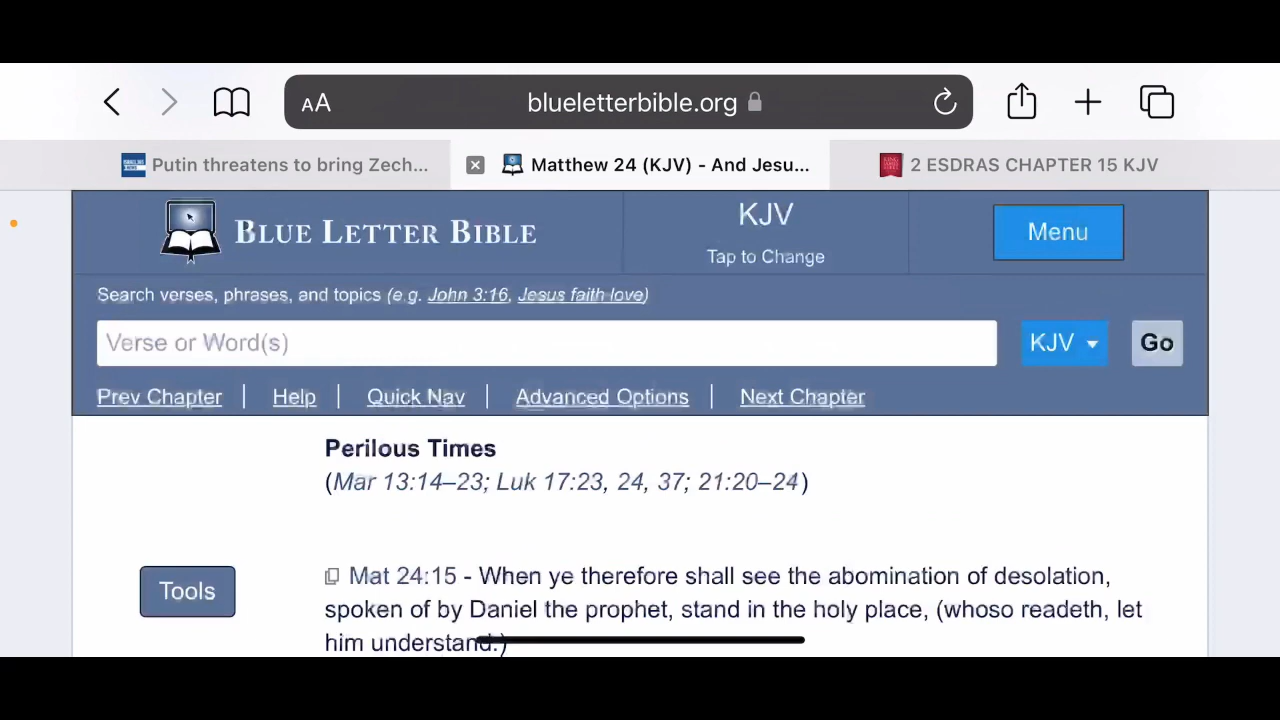 AA blueletterbible.org
Putin threatens to bring Zech... Matthew 24 (KJV) - And Jesu... 2 ESDRAS CHAPTER 15 KJV
BLUE LETTER BIBLE KJV Menu
Tap to Change
Search verses, phrases, and topics (e.g. John 3:16, Jesus faith love)
Verse or Word(s) KJV Go
Prev Chapter | Help | Quick Nav | Advanced Options | Next Chapter
Perilous Times
(Mar 13:14–23; Luk 17:23, 24, 37; 21:20–24)
Tools
Mat 24:15 - When ye therefore shall see the abomination of desolation,
spoken of by Daniel the prophet, stand in the holy place, (whoso readeth, let
him understand:)